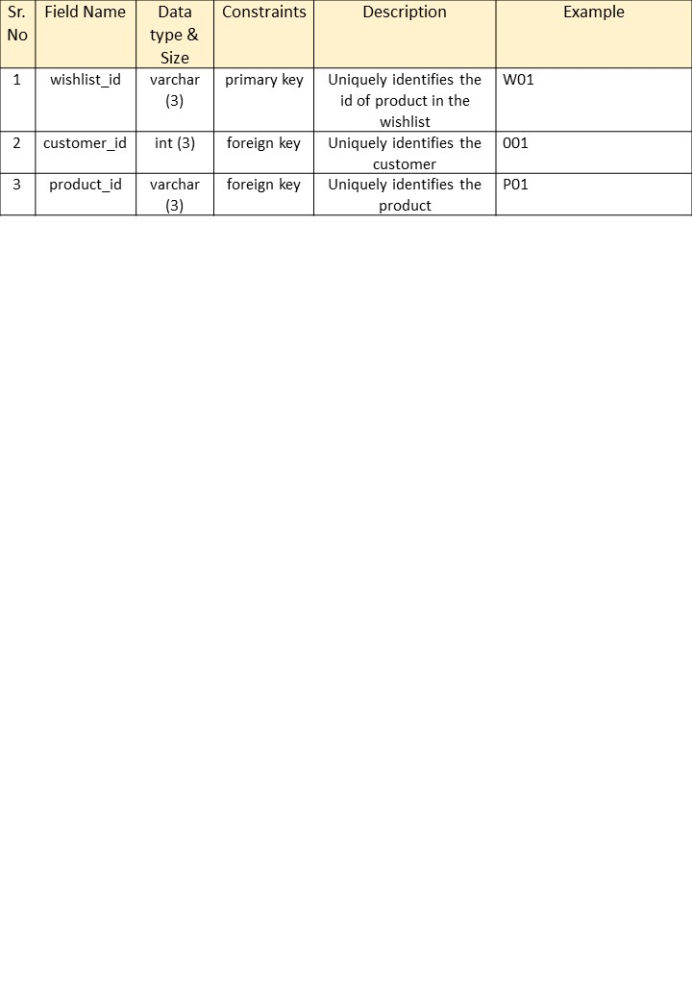 Sr. No Field Name Data type & Size Constraints Description Example
1 wishlist_id varchar (3) primary key Uniquely identifies the id of product in the wishlist W01
2 customer_id int (3) foreign key Uniquely identifies the customer 001
3 product_id varchar (3) foreign key Uniquely identifies the product P01